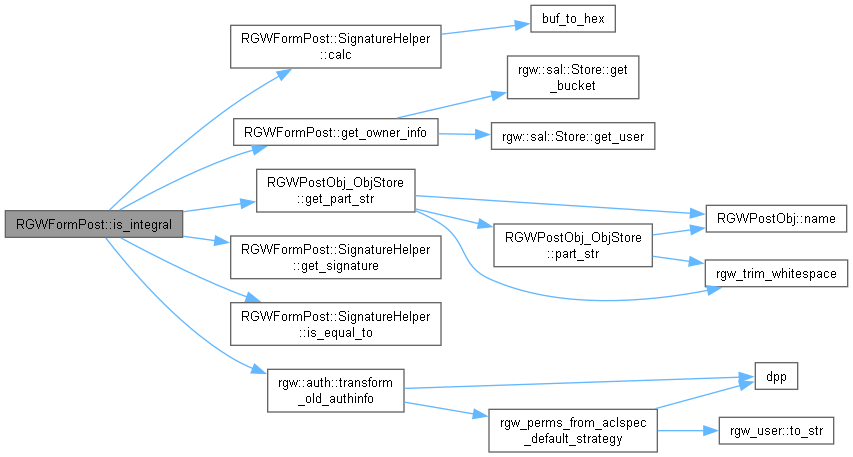 RGWFormPost::is_integral
RGWFormPost::SignatureHelper
::calc
buf_to_hex
RGWFormPost::get_owner_info
rgw::sal::Store::get
_bucket
rgw::sal::Store::get_user
RGWPostObj_ObjStore
::get_part_str
RGWPostObj::name
RGWPostObj_ObjStore
::part_str
rgw_trim_whitespace
RGWFormPost::SignatureHelper
::get_signature
RGWFormPost::SignatureHelper
::is_equal_to
rgw::auth::transform
_old_authinfo
dpp
rgw_perms_from_aclspec
_default_strategy
rgw_user::to_str